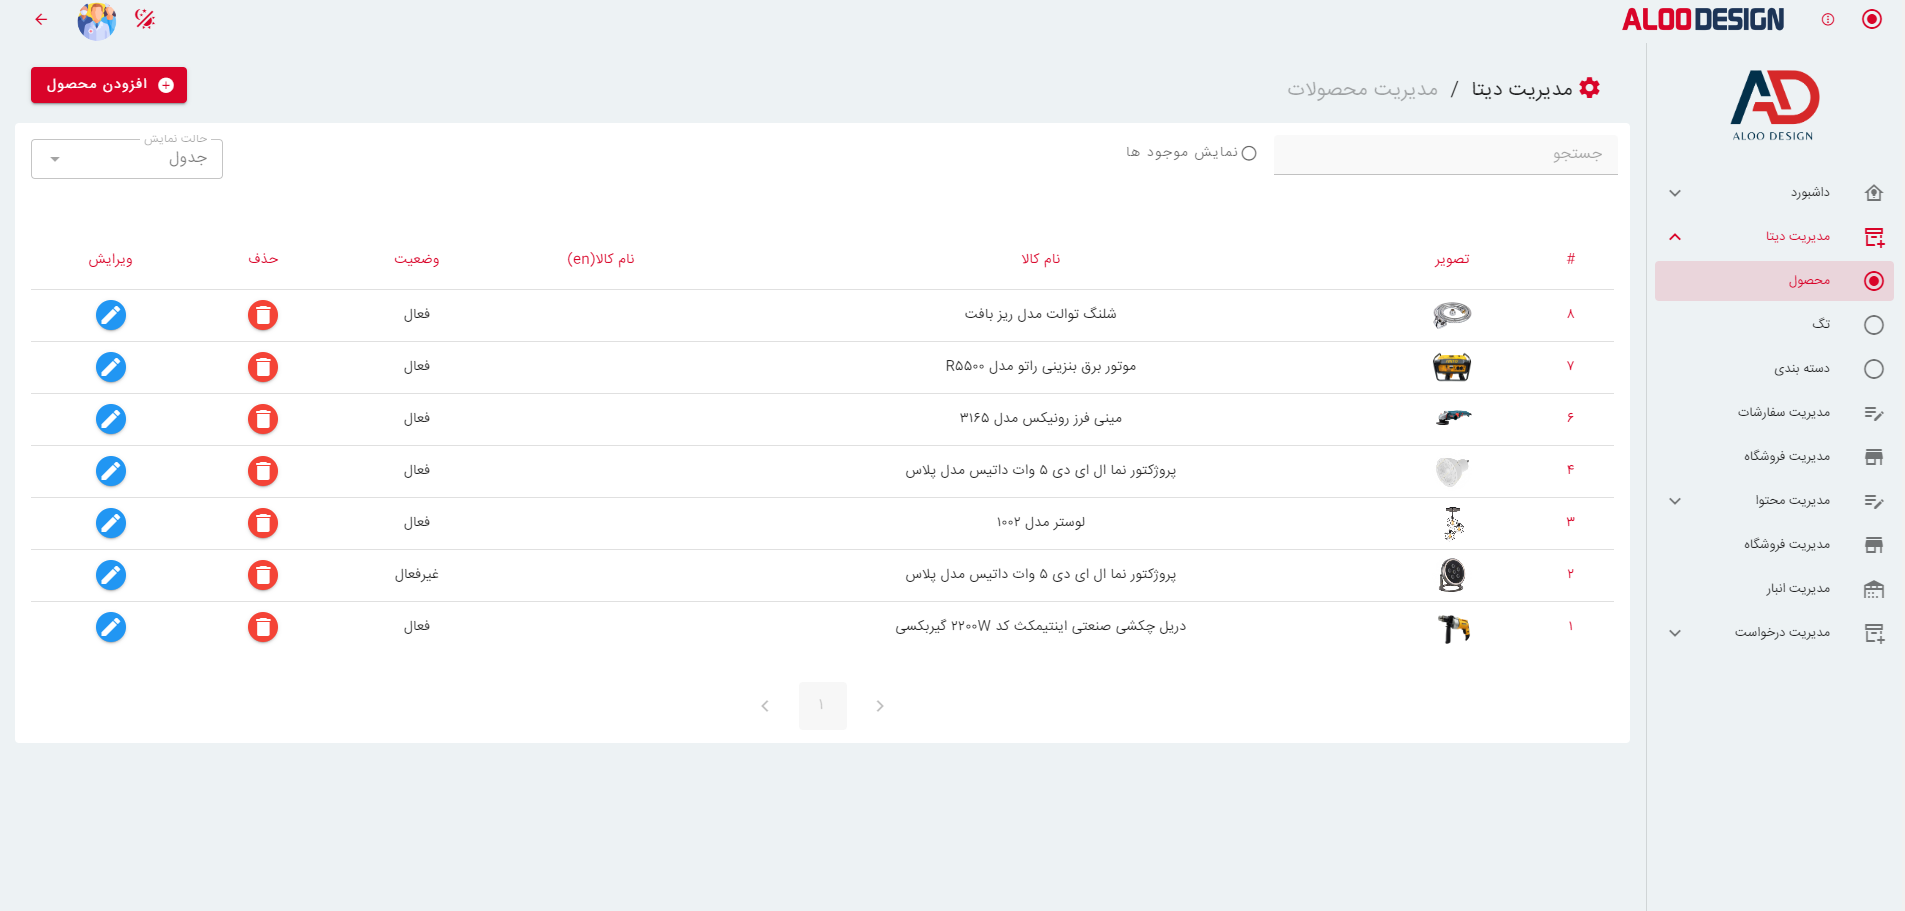 ALOODESIGN
AD
ALOO DESIGN
داشبورد
مدیریت دیتا
محصول
تگ
دسته بندی
مدیریت سفارشات
مدیریت فروشگاه
مدیریت محتوا
مدیریت فروشگاه
مدیریت انبار
مدیریت درخواست
مدیریت دیتا / مدیریت محصولات
افزودن محصول
جستجو
نمایش موجود ها
حالت نمایش
جدول
# تصویر نام کالا نام کالا(en) وضعیت حذف ویرایش
۸ شلنگ توالت مدل ریز بافت فعال
۷ موتور برق بنزینی راتو مدل R۵۵۰۰ فعال
۶ مینی فرز رونیکس مدل ۳۱۶۵ فعال
۴ پروژکتور نما ال ای دی ۵ وات داتیس مدل پلاس فعال
۳ لوستر مدل ۱۰۰۲ فعال
۲ پروژکتور نما ال ای دی ۵ وات داتیس مدل پلاس غیرفعال
۱ دریل چکشی صنعتی اینتیمکث کد ۲۲۰۰W گیربکسی فعال
۱